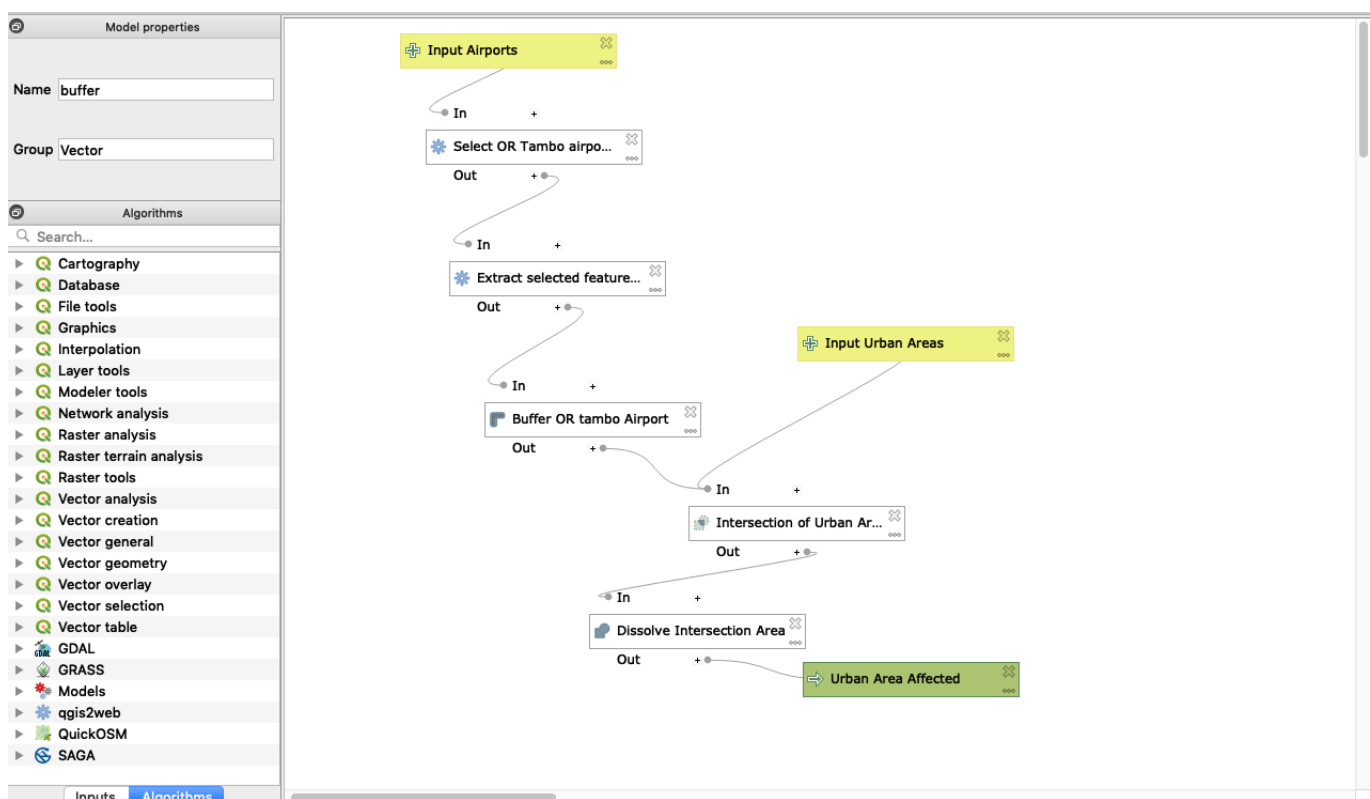 Model properties
Name buffer
Group Vector
Algorithms
Search...
Cartography
Database
File tools
Graphics
Interpolation
Layer tools
Modeler tools
Network analysis
Raster analysis
Raster terrain analysis
Raster tools
Vector analysis
Vector creation
Vector general
Vector geometry
Vector overlay
Vector selection
Vector table
GDAL GDAL
GRASS
Models
qgis2web
QuickOSM
SAGA
Inputs Algorithms
Input Airports
In +
Select OR Tambo airpo...
Out +
In +
Extract selected feature...
Out +
Input Urban Areas
In +
Buffer OR tambo Airport
Out +
In +
Intersection of Urban Ar...
Out +
In +
Dissolve Intersection Area
Out +
Urban Area Affected